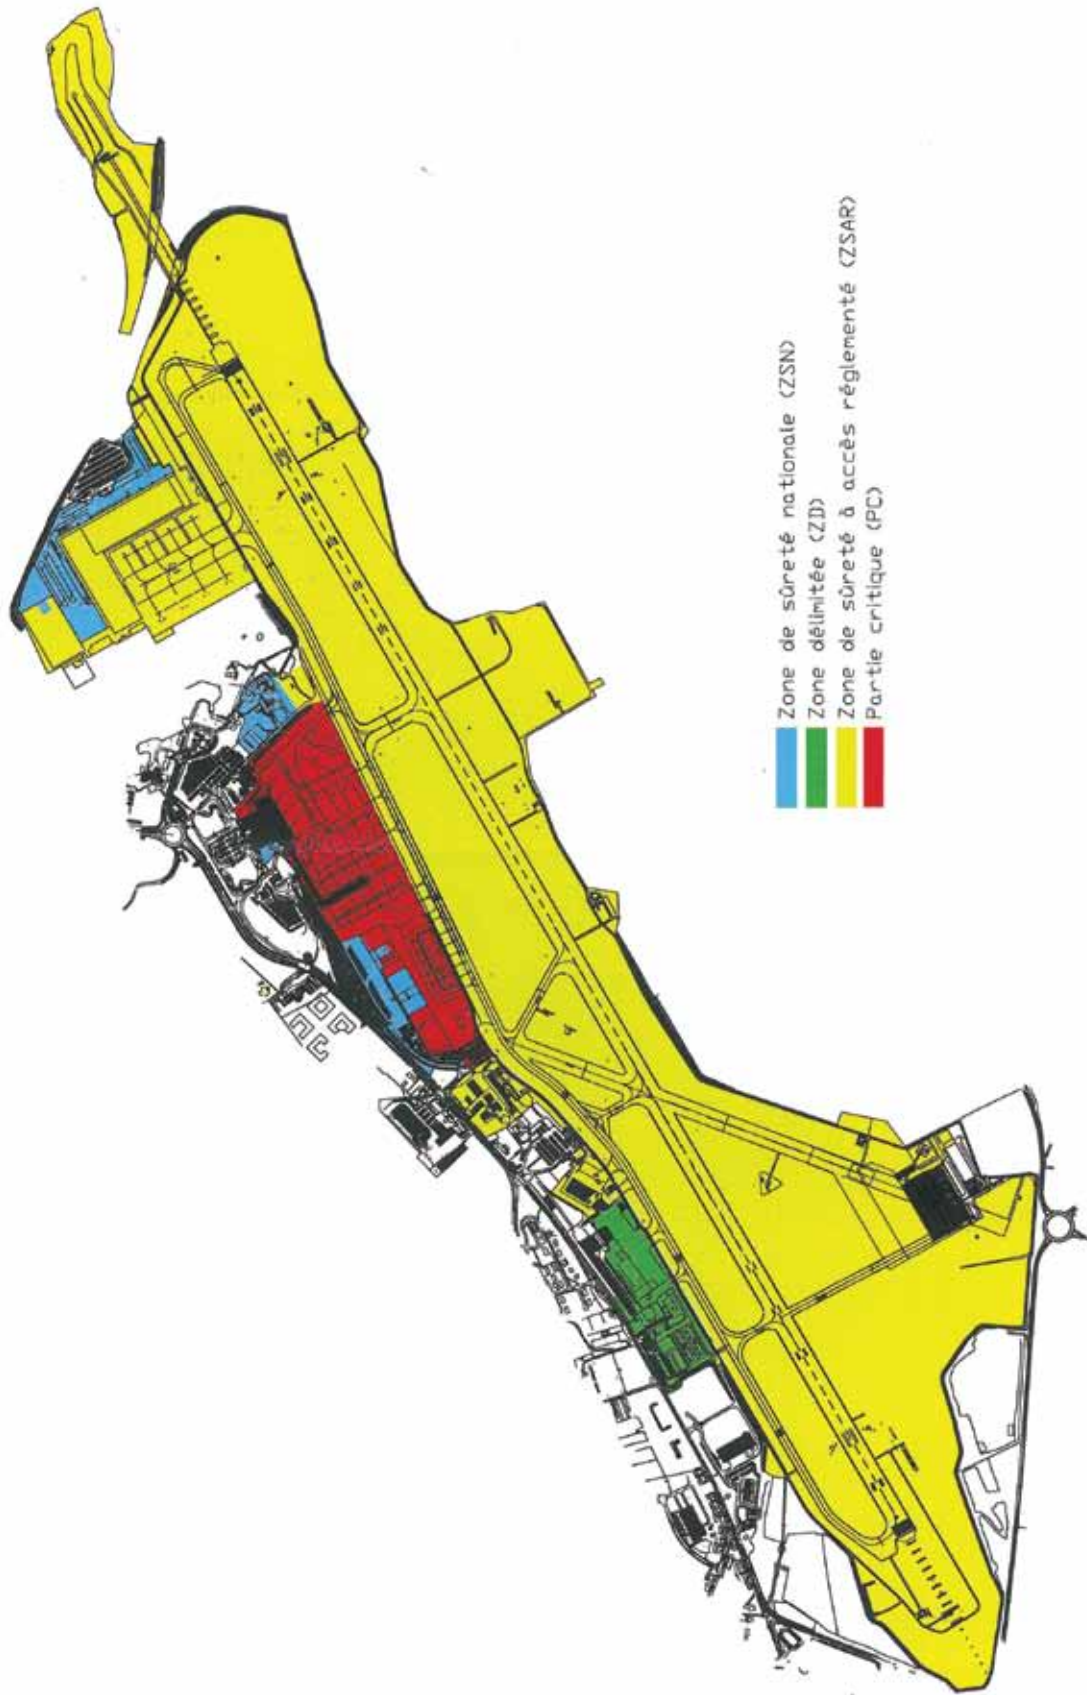 Zone de sûreté nationale (ZSN)
Zone délimitée (ZD)
Zone de sûreté à accès réglementé (ZSAR)
Partie critique (PC)